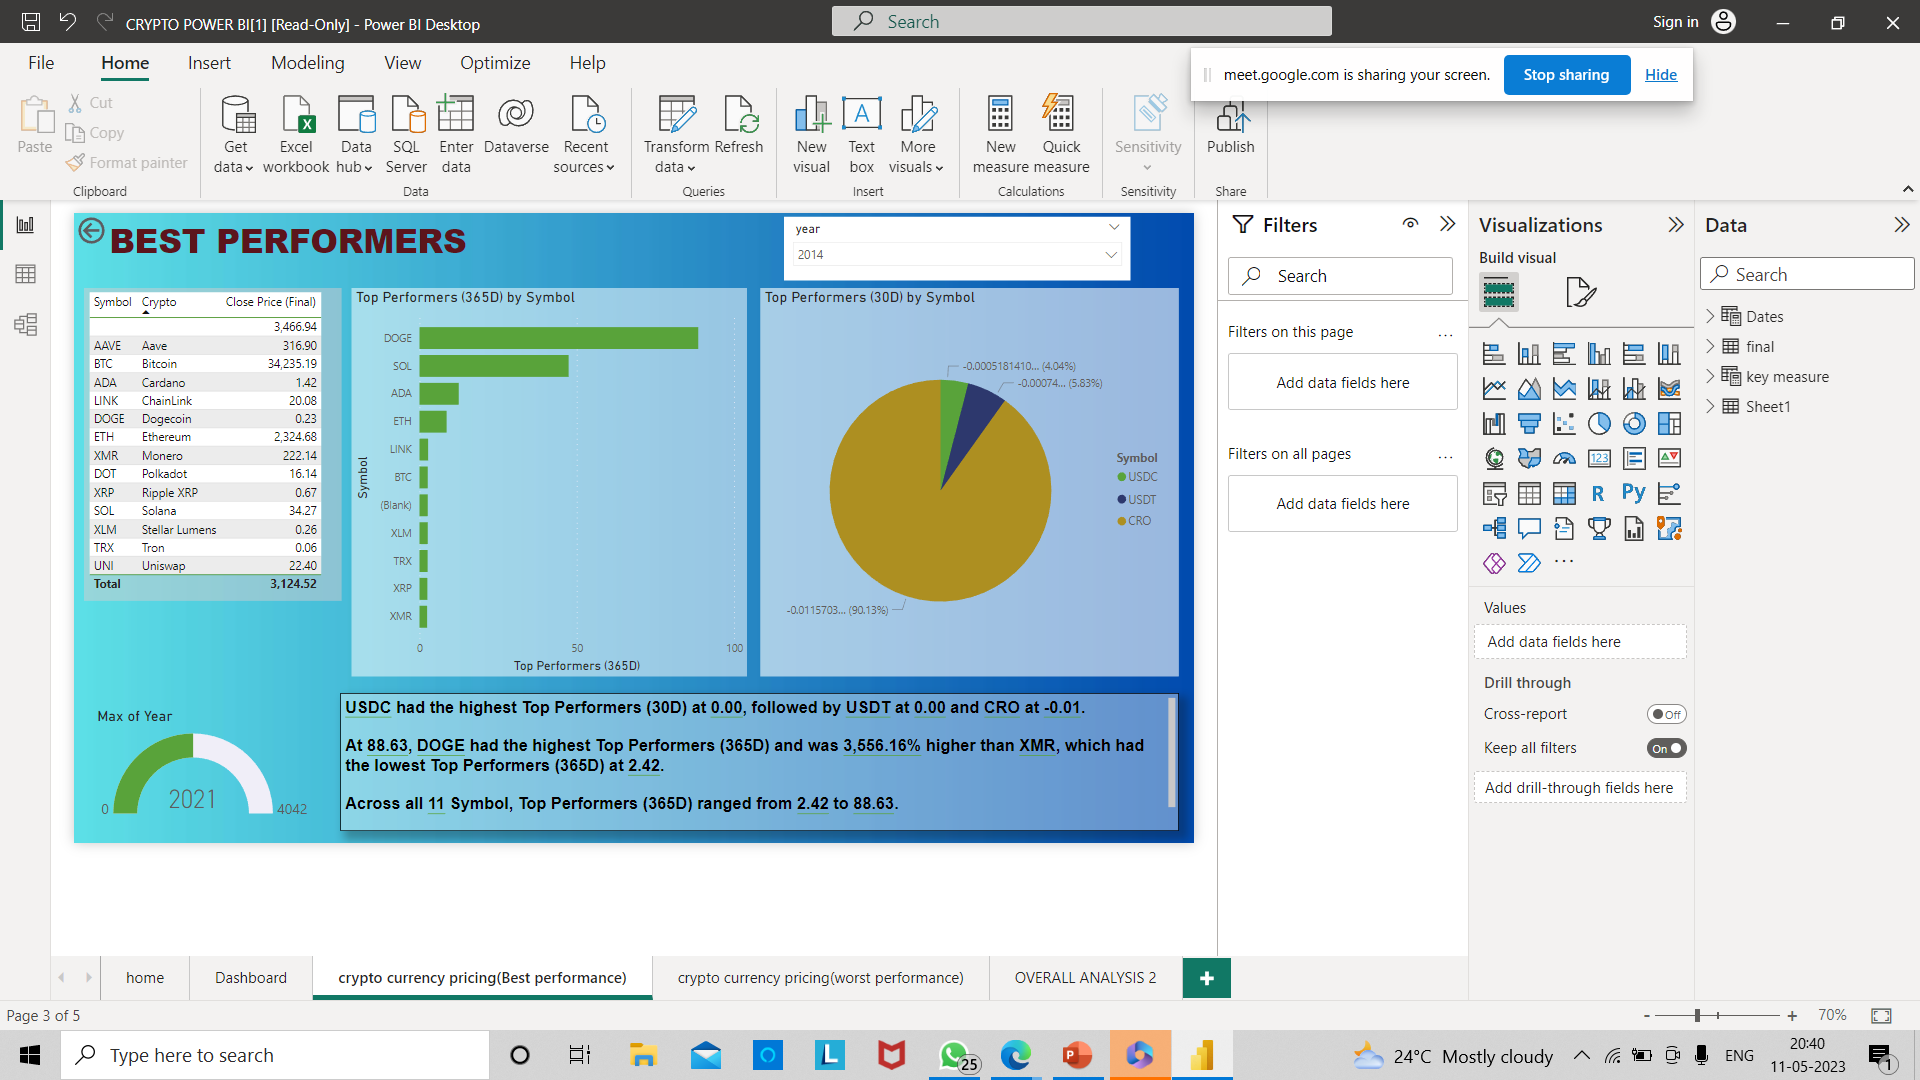 CRYPTO POWER BI[1] [Read-Only] - Power BI Desktop
Search
Sign in
File Home Insert Modeling View Optimize Help
meet.google.com is sharing your screen. Stop sharing Hide
Paste
Cut
Copy
Format painter
Clipboard
Get data
Excel workbook
Data hub
SQL Server
Enter data
Dataverse
Recent sources
Data
Transform data
Refresh
Queries
New visual
Text box
A
More visuals
Insert
New measure
Quick measure
Calculations
Sensitivity
Sensitivity
Publish
Share
BEST PERFORMERS
year
2014
Symbol Crypto Close Price (Final)
3,466.94
AAVE Aave 316.90
BTC Bitcoin 34,235.19
ADA Cardano 1.42
LINK ChainLink 20.08
DOGE Dogecoin 0.23
ETH Ethereum 2,324.68
XMR Monero 222.14
DOT Polkadot 16.14
XRP Ripple XRP 0.67
SOL Solana 34.27
XLM Stellar Lumens 0.26
TRX Tron 0.06
UNI Uniswap 22.40
Total 3,124.52
Top Performers (365D) by Symbol
Symbol
DOGE
SOL
ADA
ETH
LINK
BTC
(Blank)
XLM
TRX
XRP
XMR
0 50 100
Top Performers (365D)
Top Performers (30D) by Symbol
-0.0005181410... (4.04%)
-0.00074... (5.83%)
-0.0115703... (90.13%)
Symbol
USDC
USDT
CRO
Max of Year
0 2021 4042
USDC had the highest Top Performers (30D) at 0.00, followed by USDT at 0.00 and CRO at -0.01.
At 88.63, DOGE had the highest Top Performers (365D) and was 3,556.16% higher than XMR, which had
the lowest Top Performers (365D) at 2.42.
Across all 11 Symbol, Top Performers (365D) ranged from 2.42 to 88.63.
Filters
Search
Filters on this page ...
Add data fields here
Filters on all pages ...
Add data fields here
Visualizations
Build visual
123
R
Py
...
Values
Add data fields here
Drill through
Cross-report Off
Keep all filters On
Add drill-through fields here
Data
Search
Dates
final
key measure
Sheet1
home Dashboard crypto currency pricing(Best performance) crypto currency pricing(worst performance) OVERALL ANALYSIS 2 +
Page 3 of 5
- + 70%
Type here to search
L
25
P
24°C Mostly cloudy
ENG
20:40
11-05-2023
1